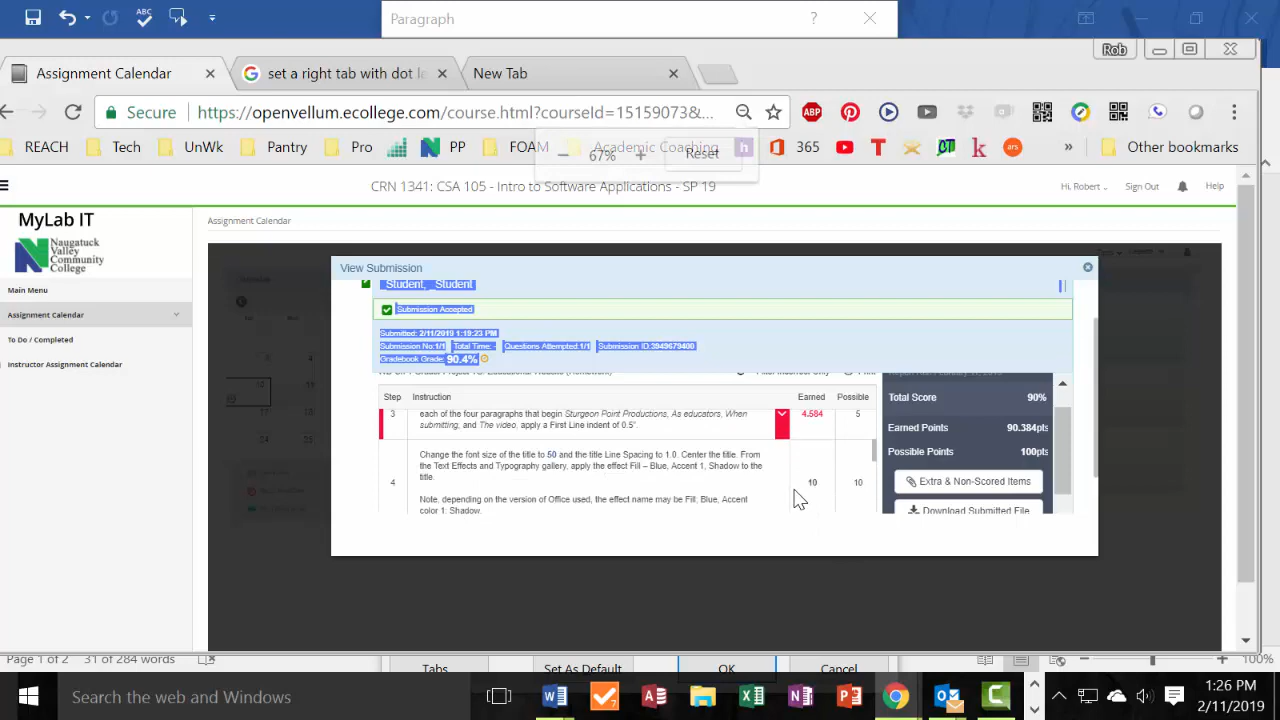 ABC
Paragraph
?
Rob
Assignment Calendar
set a right tab with dot le
New Tab
Secure
https://openvellum.ecollege.com/course.html?courseId=15159073&...
ABP
REACH
Tech
UnWk
Pantry
Pro
PP
FOAM
Academic Coaching
h
365
T
CT
k
ars
»
Other bookmarks
67%
Reset
CRN 1341: CSA 105 - Intro to Software Applications - SP 19
Hi, Robert
Sign Out
Help
MyLab IT
Naugatuck
Valley
Community
College
Assignment Calendar
Main Menu
Assignment Calendar
To Do / Completed
Instructor Assignment Calendar
View Submission
Student, _Student
Submission Accepted
Submitted: 2/11/2019 1:19:23 PM
Submission No:1/1 Total Time: - Questions Attempted:1/1 Submission ID:3949679400
Gradebook Grade: 90.4%
Step
Instruction
Earned
Possible
3
each of the four paragraphs that begin Sturgeon Point Productions, As educators, When
submitting, and The video, apply a First Line indent of 0.5".
4.584
5
Change the font size of the title to 50 and the title Line Spacing to 1.0. Center the title. From
the Text Effects and Typography gallery, apply the effect Fill – Blue, Accent 1, Shadow to the
title.
4
10
10
Note, depending on the version of Office used, the effect name may be Fill; Blue, Accent
color 1; Shadow.
Total Score 90%
Earned Points 90.384pts
Possible Points 100pts
Extra & Non-Scored Items
Download Submitted File
Page 1 of 2
31 of 284 words
Tabs
Set As Default
OK
Cancel
100%
Search the web and Windows
1:26 PM
2/11/2019